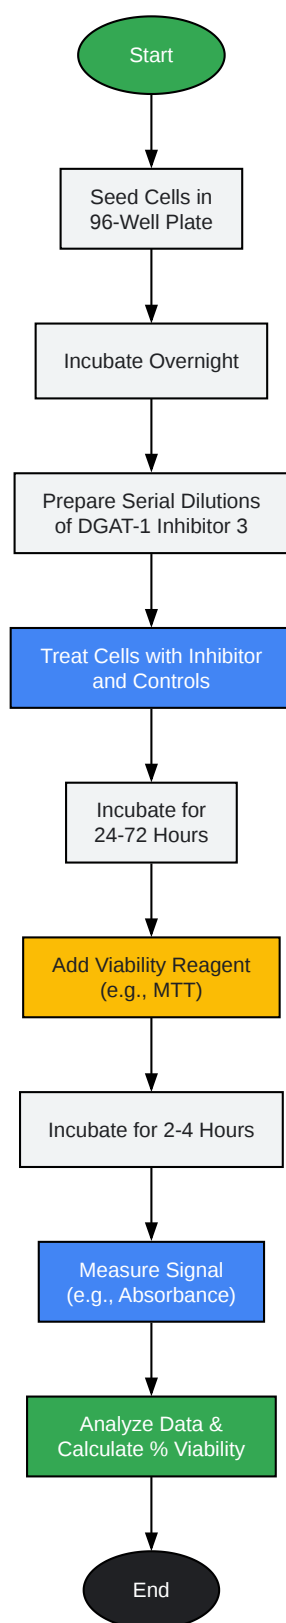 Start
Seed Cells in
96-Well Plate
Incubate Overnight
Prepare Serial Dilutions
of DGAT-1 Inhibitor 3
Treat Cells with Inhibitor
and Controls
Incubate for
24-72 Hours
Add Viability Reagent
(e.g., MTT)
Incubate for 2-4 Hours
Measure Signal
(e.g., Absorbance)
Analyze Data &
Calculate % Viability
End